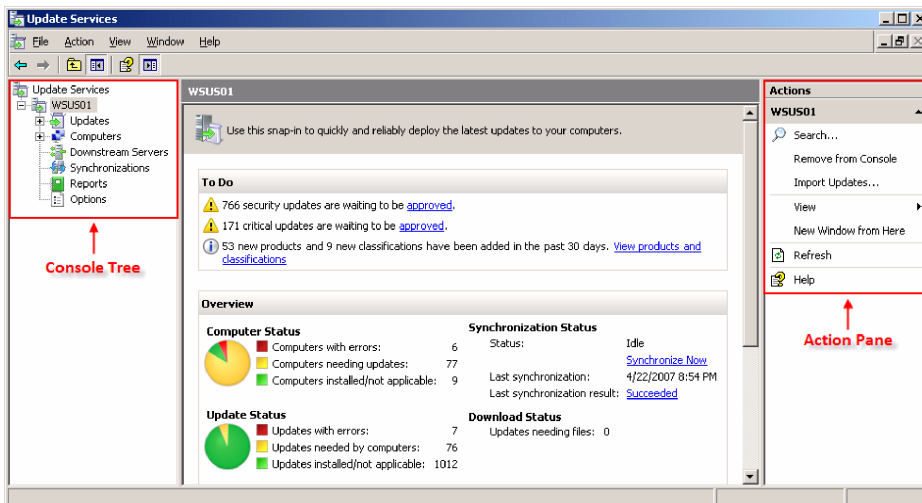 Update Services
File Action View Window Help
Update Services
WSUS01
Updates
Computers
Downstream Servers
Synchronizations
Reports
Options
Console Tree
WSUS01
Use this snap-in to quickly and reliably deploy the latest updates to your computers.
To Do
766 security updates are waiting to be approved.
171 critical updates are waiting to be approved.
53 new products and 9 new classifications have been added in the past 30 days. View products and
classifications
Overview
Computer Status
Computers with errors: 6
Computers needing updates: 77
Computers installed/not applicable: 9
Update Status
Updates with errors: 7
Updates needed by computers: 76
Updates installed/not applicable: 1012
Synchronization Status
Status: Idle
Synchronize Now
Last synchronization: 4/22/2007 8:54 PM
Last synchronization result: Succeeded
Download Status
Updates needing files: 0
Actions
WSUS01
Search...
Remove from Console
Import Updates...
View
New Window from Here
Refresh
Help
Action Pane